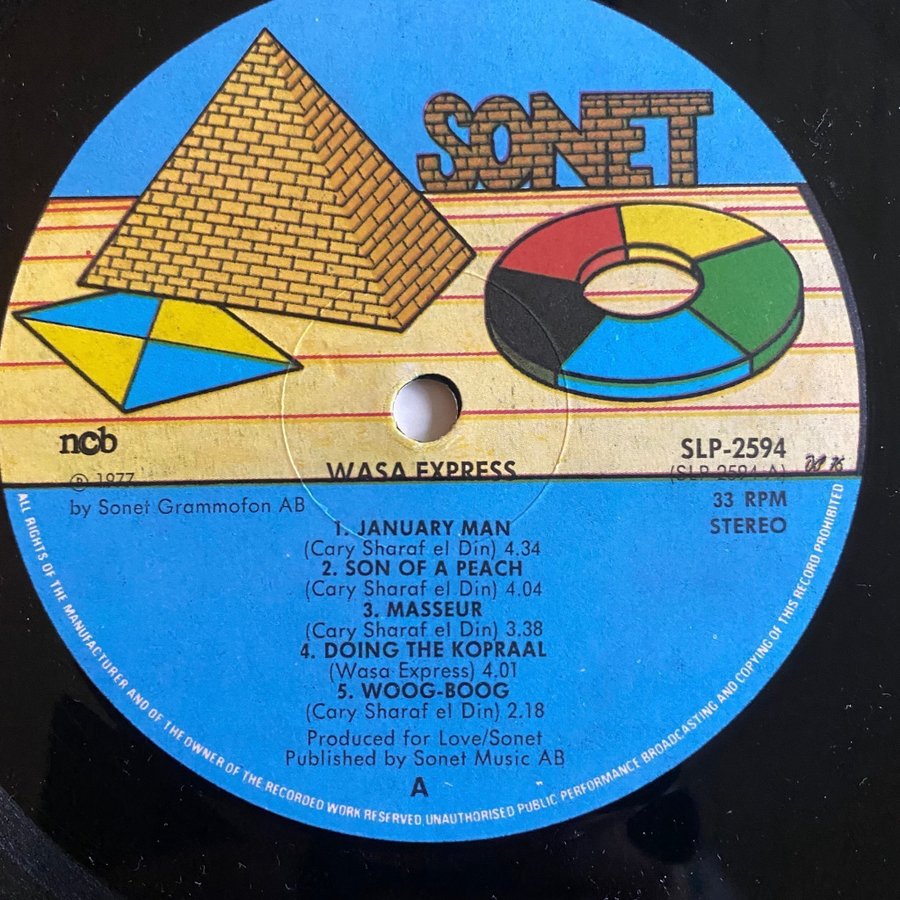 SONET
ncb
SLP-2594
WASA EXPRESS
(SLP 2594 A)
℗ 1977
by Sonet Grammofon AB
33 RPM
STEREO
1. JANUARY MAN
(Cary Sharaf el Din) 4.34
2. SON OF A PEACH
(Cary Sharaf el Din) 4.04
3. MASSEUR
(Cary Sharaf el Din) 3.38
4. DOING THE KOPRAAL
(Wasa Express) 4.01
5. WOOG-BOOG
(Cary Sharaf el Din) 2.18
Produced for Love/Sonet
Published by Sonet Music AB
A
ALL RIGHTS OF THE MANUFACTURER AND OF THE OWNER OF THE RECORDED WORK RESERVED UNAUTHORISED PUBLIC PERFORMANCE BROADCASTING AND COPYING OF THIS RECORD PROHIBITED